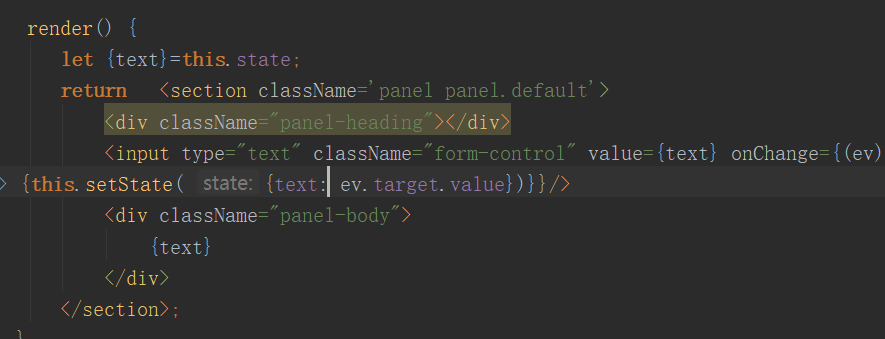 render() {
let {text}=this.state;
return <section className='panel panel.default'>
<div className="panel-heading"></div>
<input type="text" className="form-control" value={text} onChange={(ev)
> {this.setState( state: {text: ev.target.value})}}/>
<div className="panel-body">
{text}
</div>
</section>;
}